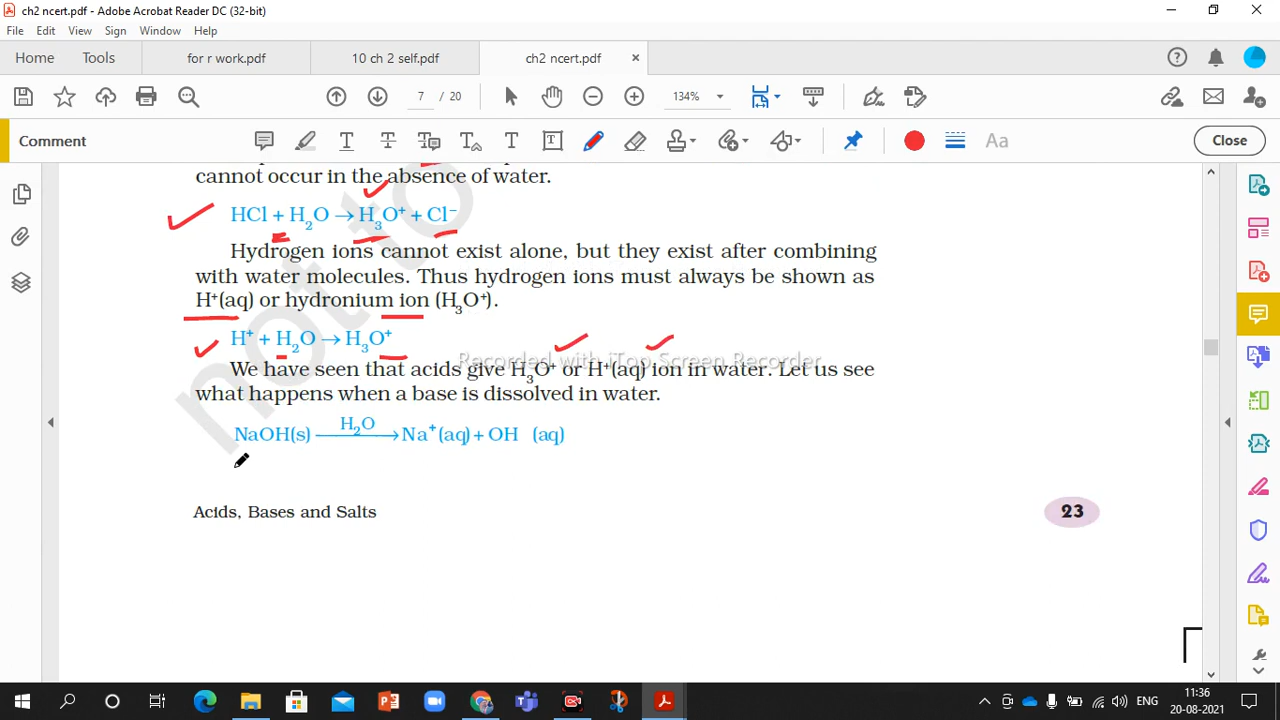 ch2 ncert.pdf - Adobe Acrobat Reader DC (32-bit)
File Edit View Sign Window Help
Home Tools for r work.pdf 10 ch 2 self.pdf ch2 ncert.pdf ×
7 / 20 134%
Comment Aa Close
cannot occur in the absence of water.
HCl + H₂O → H₃O⁺ + Cl⁻
Hydrogen ions cannot exist alone, but they exist after combining
with water molecules. Thus hydrogen ions must always be shown as
H⁺(aq) or hydronium ion (H₃O⁺).
H⁺ + H₂O → H₃O⁺
Recorded with iTop Screen Recorder
We have seen that acids give H₃O⁺ or H⁺(aq) ion in water. Let us see
what happens when a base is dissolved in water.
H₂O
NaOH(s) → Na⁺(aq) + OH (aq)
not to
Acids, Bases and Salts
23
ENG 11:36
20-08-2021